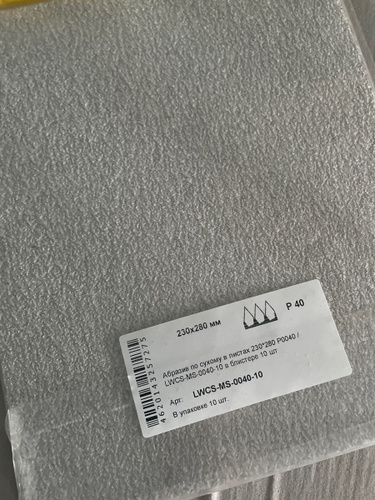 230x280 мм
P 40
Абразив по сухому в листах 230*280 P0040 /
LWCS-MS-0040-10 в блистере 10 шт
Арт: LWCS-MS-0040-10
В упаковке 10 шт.
4620143257275